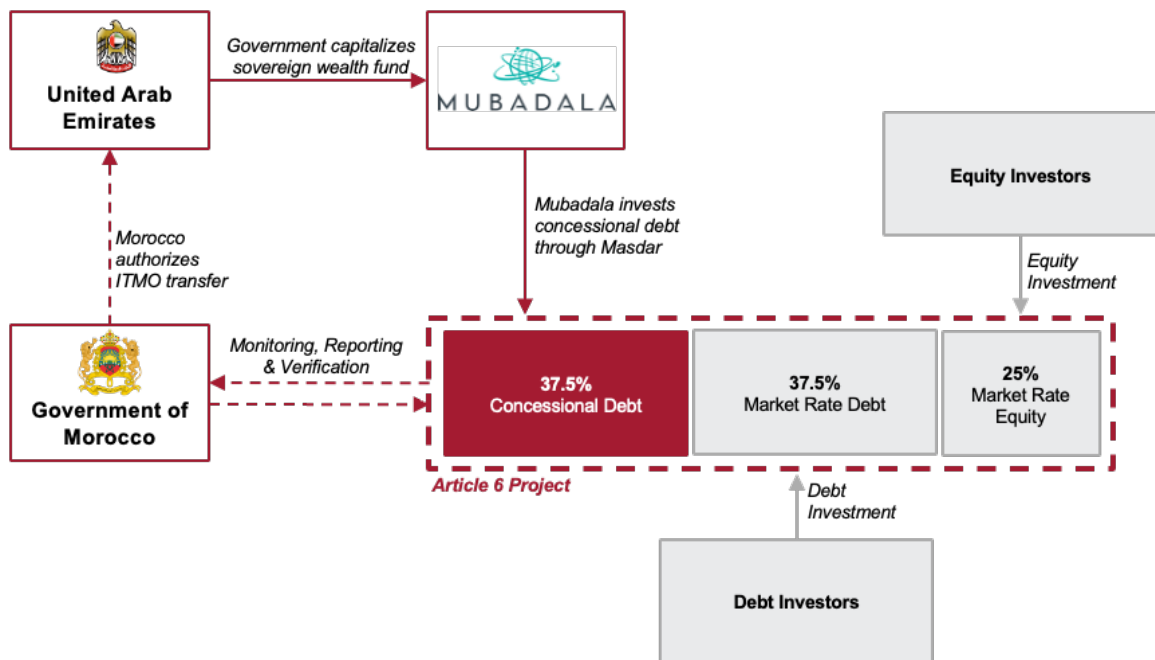 United Arab
Emirates
Government capitalizes
sovereign wealth fund
MUBADALA
Equity Investors
Mubadala invests
concessional debt
through Masdar
Morocco
authorizes
ITMO transfer
Equity
Investment
Government of
Morocco
Monitoring, Reporting
& Verification
37.5%
Concessional Debt
37.5%
Market Rate Debt
25%
Market Rate
Equity
Article 6 Project
Debt
Investment
Debt Investors